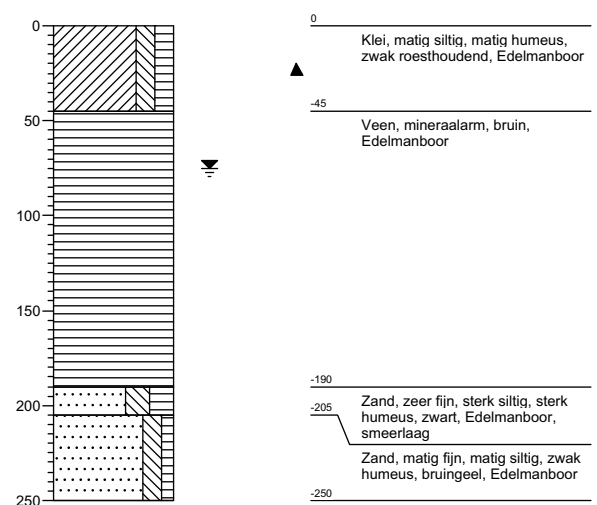 0
50
100
150
200
250
0
Klei, matig siltig, matig humeus,
zwak roesthoudend, Edelmanboor
-45
Veen, mineraalarm, bruin,
Edelmanboor
-190
Zand, zeer fijn, sterk siltig, sterk
humeus, zwart, Edelmanboor,
smeerlaag
-205
Zand, matig fijn, matig siltig, zwak
humeus, bruingeel, Edelmanboor
-250